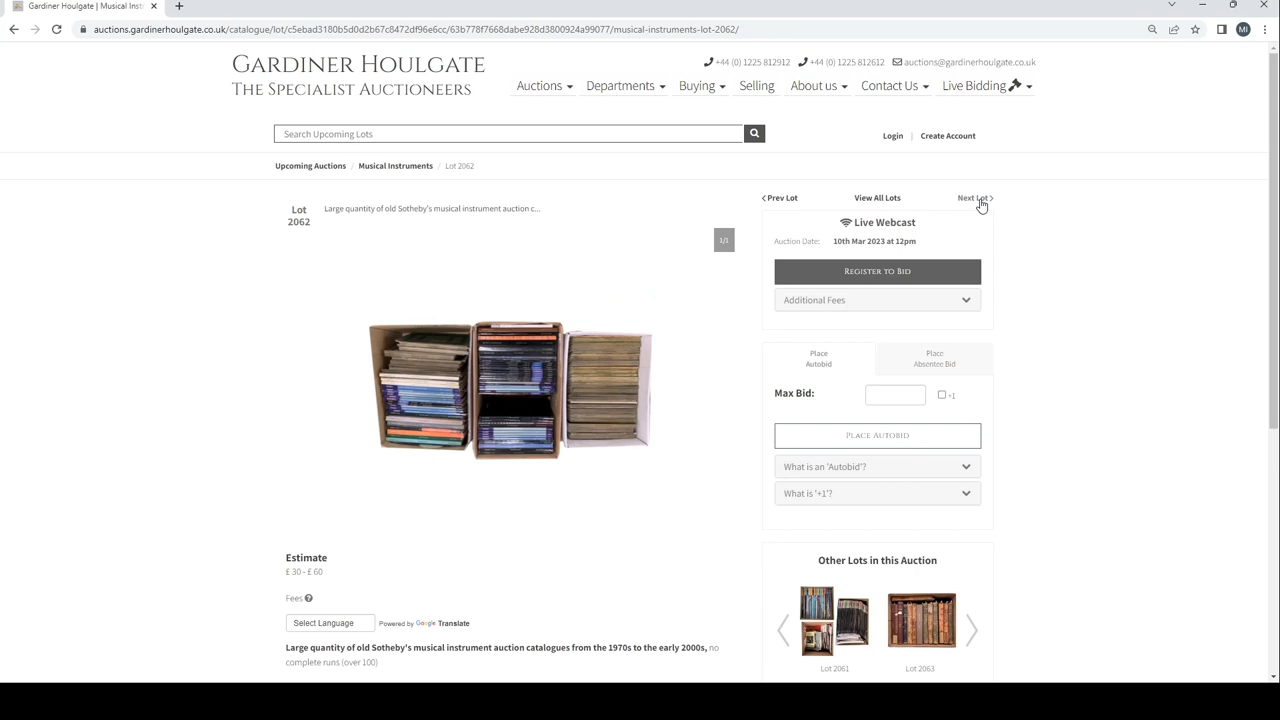 Gardiner Houlgate | Musical Inst
auctions.gardinerhoulgate.co.uk/catalogue/lot/c5ebad3180b5d0d2b67c8472df96e6cc/63b778f7668dabe928d3800924a99077/musical-instruments-lot-2062/
MI
GARDINER HOULGATE
THE SPECIALIST AUCTIONEERS
+44 (0) 1225 812912 +44 (0) 1225 812612 auctions@gardinerhoulgate.co.uk
Auctions Departments Buying Selling About us Contact Us Live Bidding
Search Upcoming Lots
Login | Create Account
Upcoming Auctions / Musical Instruments / Lot 2062
Lot
2062
Large quantity of old Sotheby's musical instrument auction c...
1/1
Prev Lot View All Lots Next Lot
Live Webcast
Auction Date: 10th Mar 2023 at 12pm
REGISTER TO BID
Additional Fees
Place
Autobid
Place
Absentee Bid
Max Bid: +1
PLACE AUTOBID
What is an 'Autobid'?
What is '+1'?
Estimate
£ 30 - £ 60
Fees
Select Language Powered by Google Translate
Large quantity of old Sotheby's musical instrument auction catalogues from the 1970s to the early 2000s, no
complete runs (over 100)
Other Lots in this Auction
Lot 2061 Lot 2063